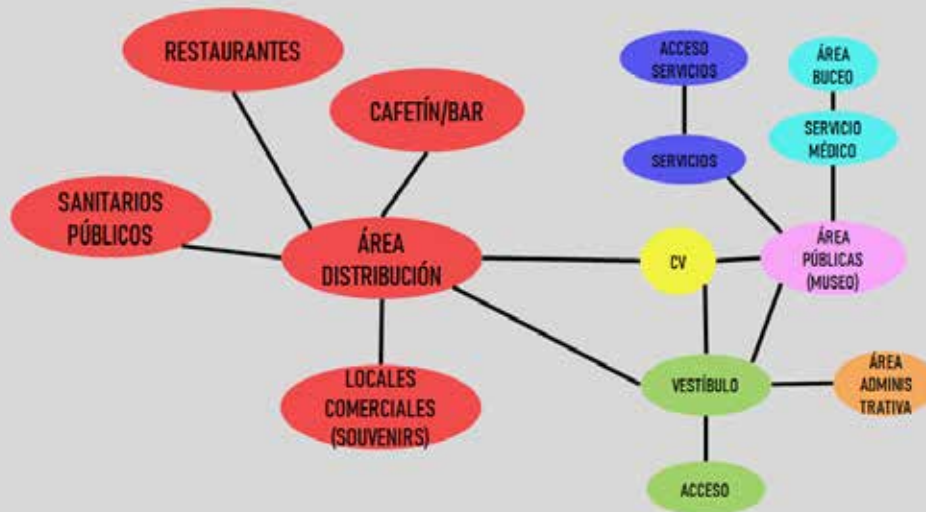 RESTAURANTES
CAFETÍN/BAR
SANITARIOS
PÚBLICOS
ÁREA
DISTRIBUCIÓN
LOCALES
COMERCIALES
(SOUVENIRS)
ACCESO
SERVICIOS
SERVICIOS
ÁREA
BUCEO
SERVICIO
MÉDICO
CV
ÁREA
PÚBLICAS
(MUSEO)
VESTÍBULO
ÁREA
ADMINIS
TRATIVA
ACCESO